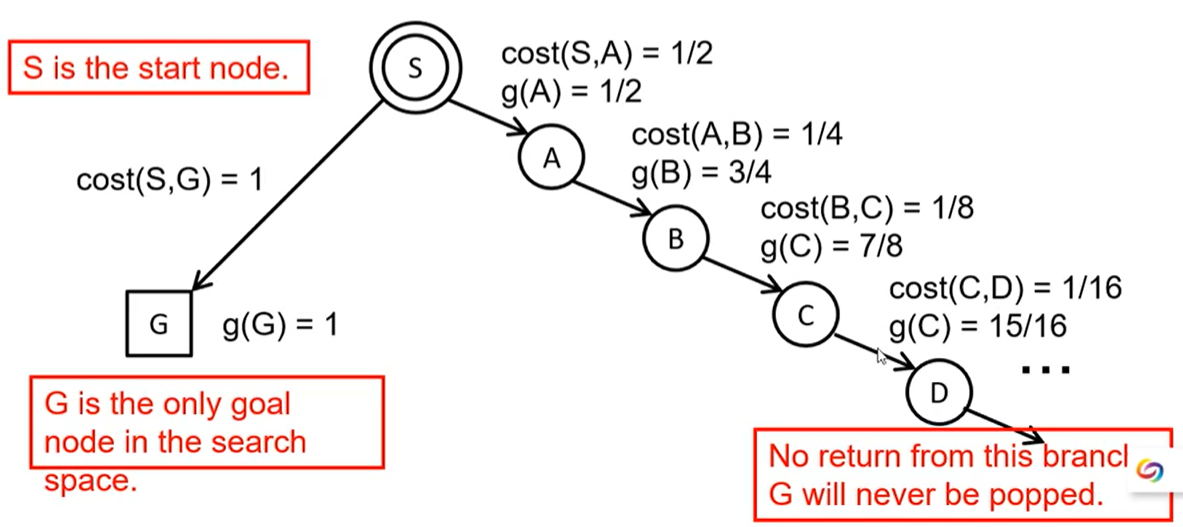 S is the start node.
S
cost(S,A) = 1/2
g(A) = 1/2
A
cost(A,B) = 1/4
g(B) = 3/4
cost(S,G) = 1
B
cost(B,C) = 1/8
g(C) = 7/8
C
cost(C,D) = 1/16
g(C) = 15/16
G
g(G) = 1
...
D
G is the only goal
node in the search
space.
No return from this branc
G will never be popped.